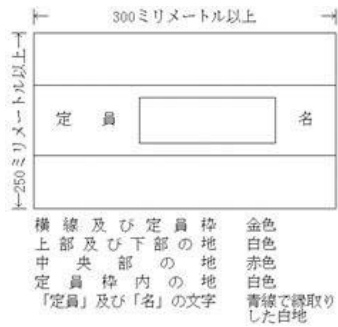 300ミリメートル以上
250ミリメートル以上
定員 名
横線及び定員枠 金色
上部及び下部の地 白色
中央部の地 赤色
定員枠内の地 白色
「定員」及び「名」の文字 青線で縁取り
した白地